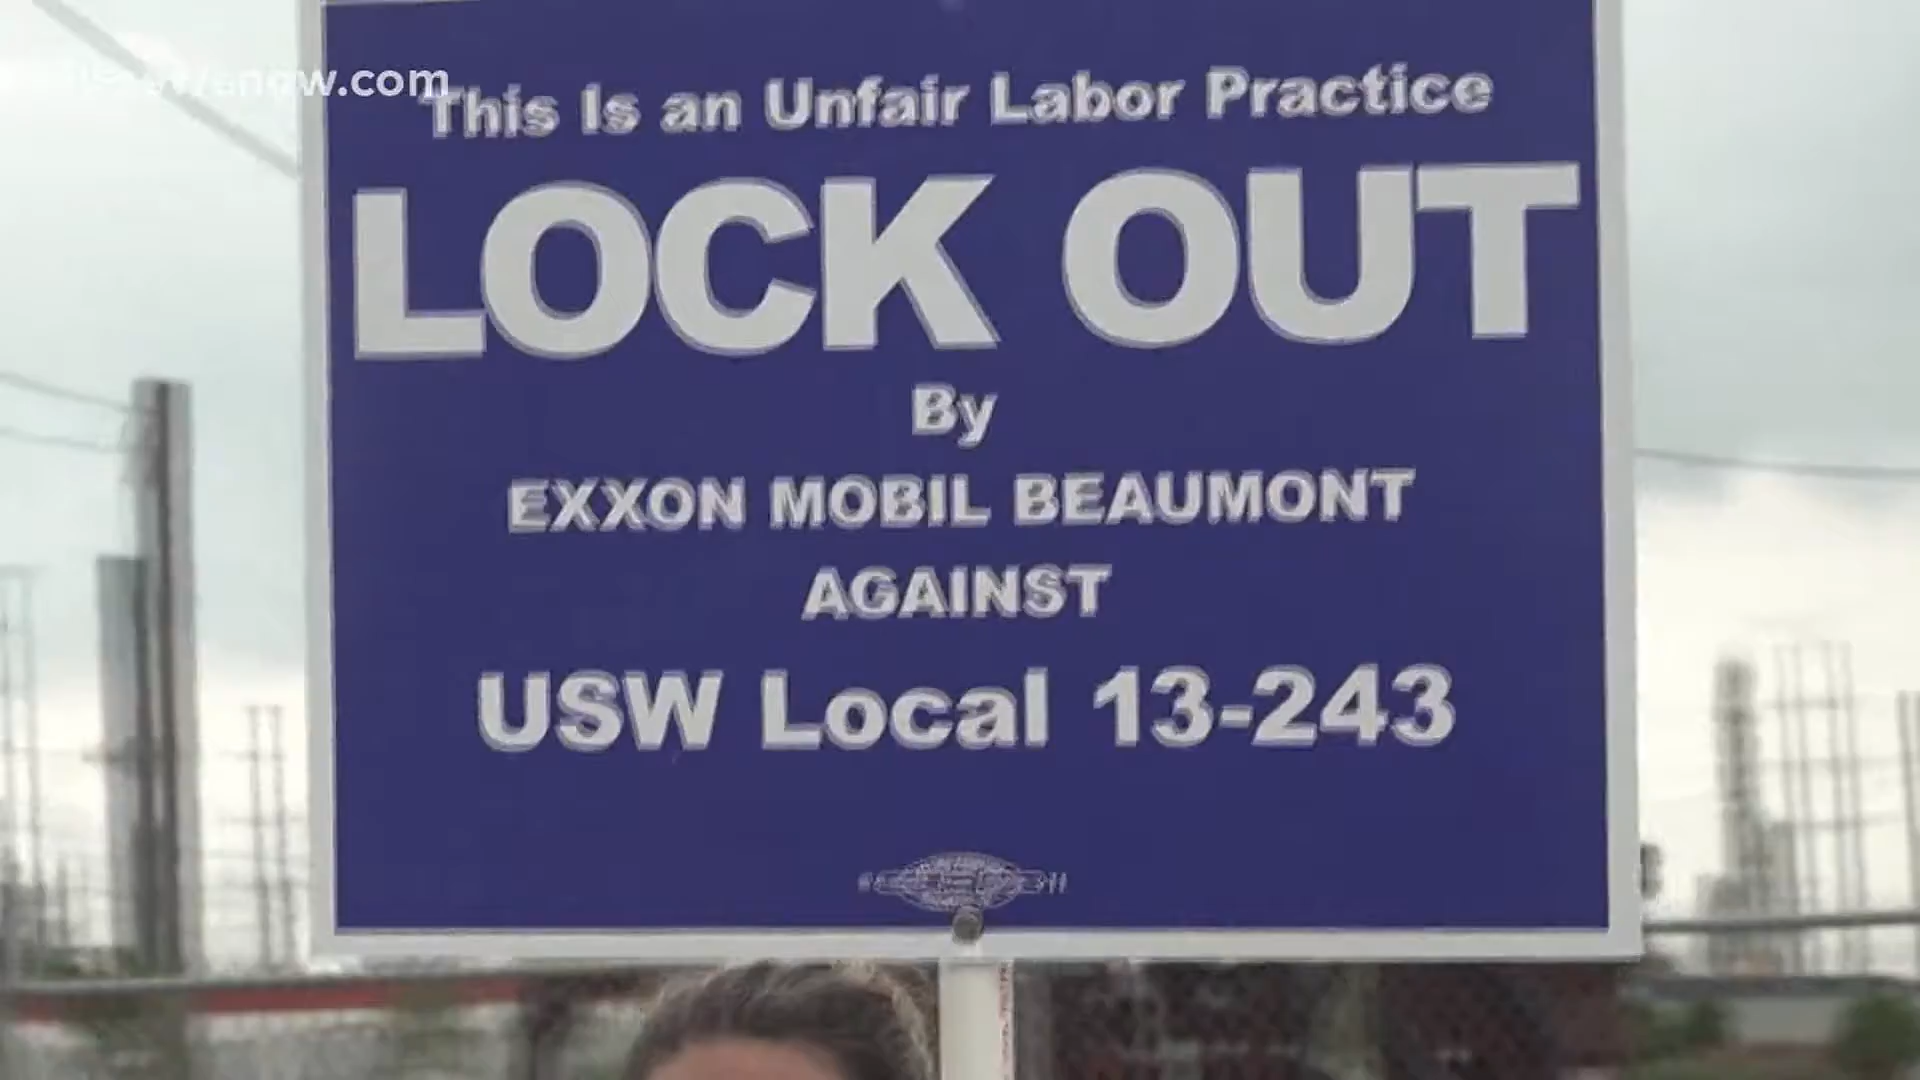 This Is an Unfair Labor Practice
LOCK OUT
By
EXXON MOBIL BEAUMONT
AGAINST
USW Local 13-243